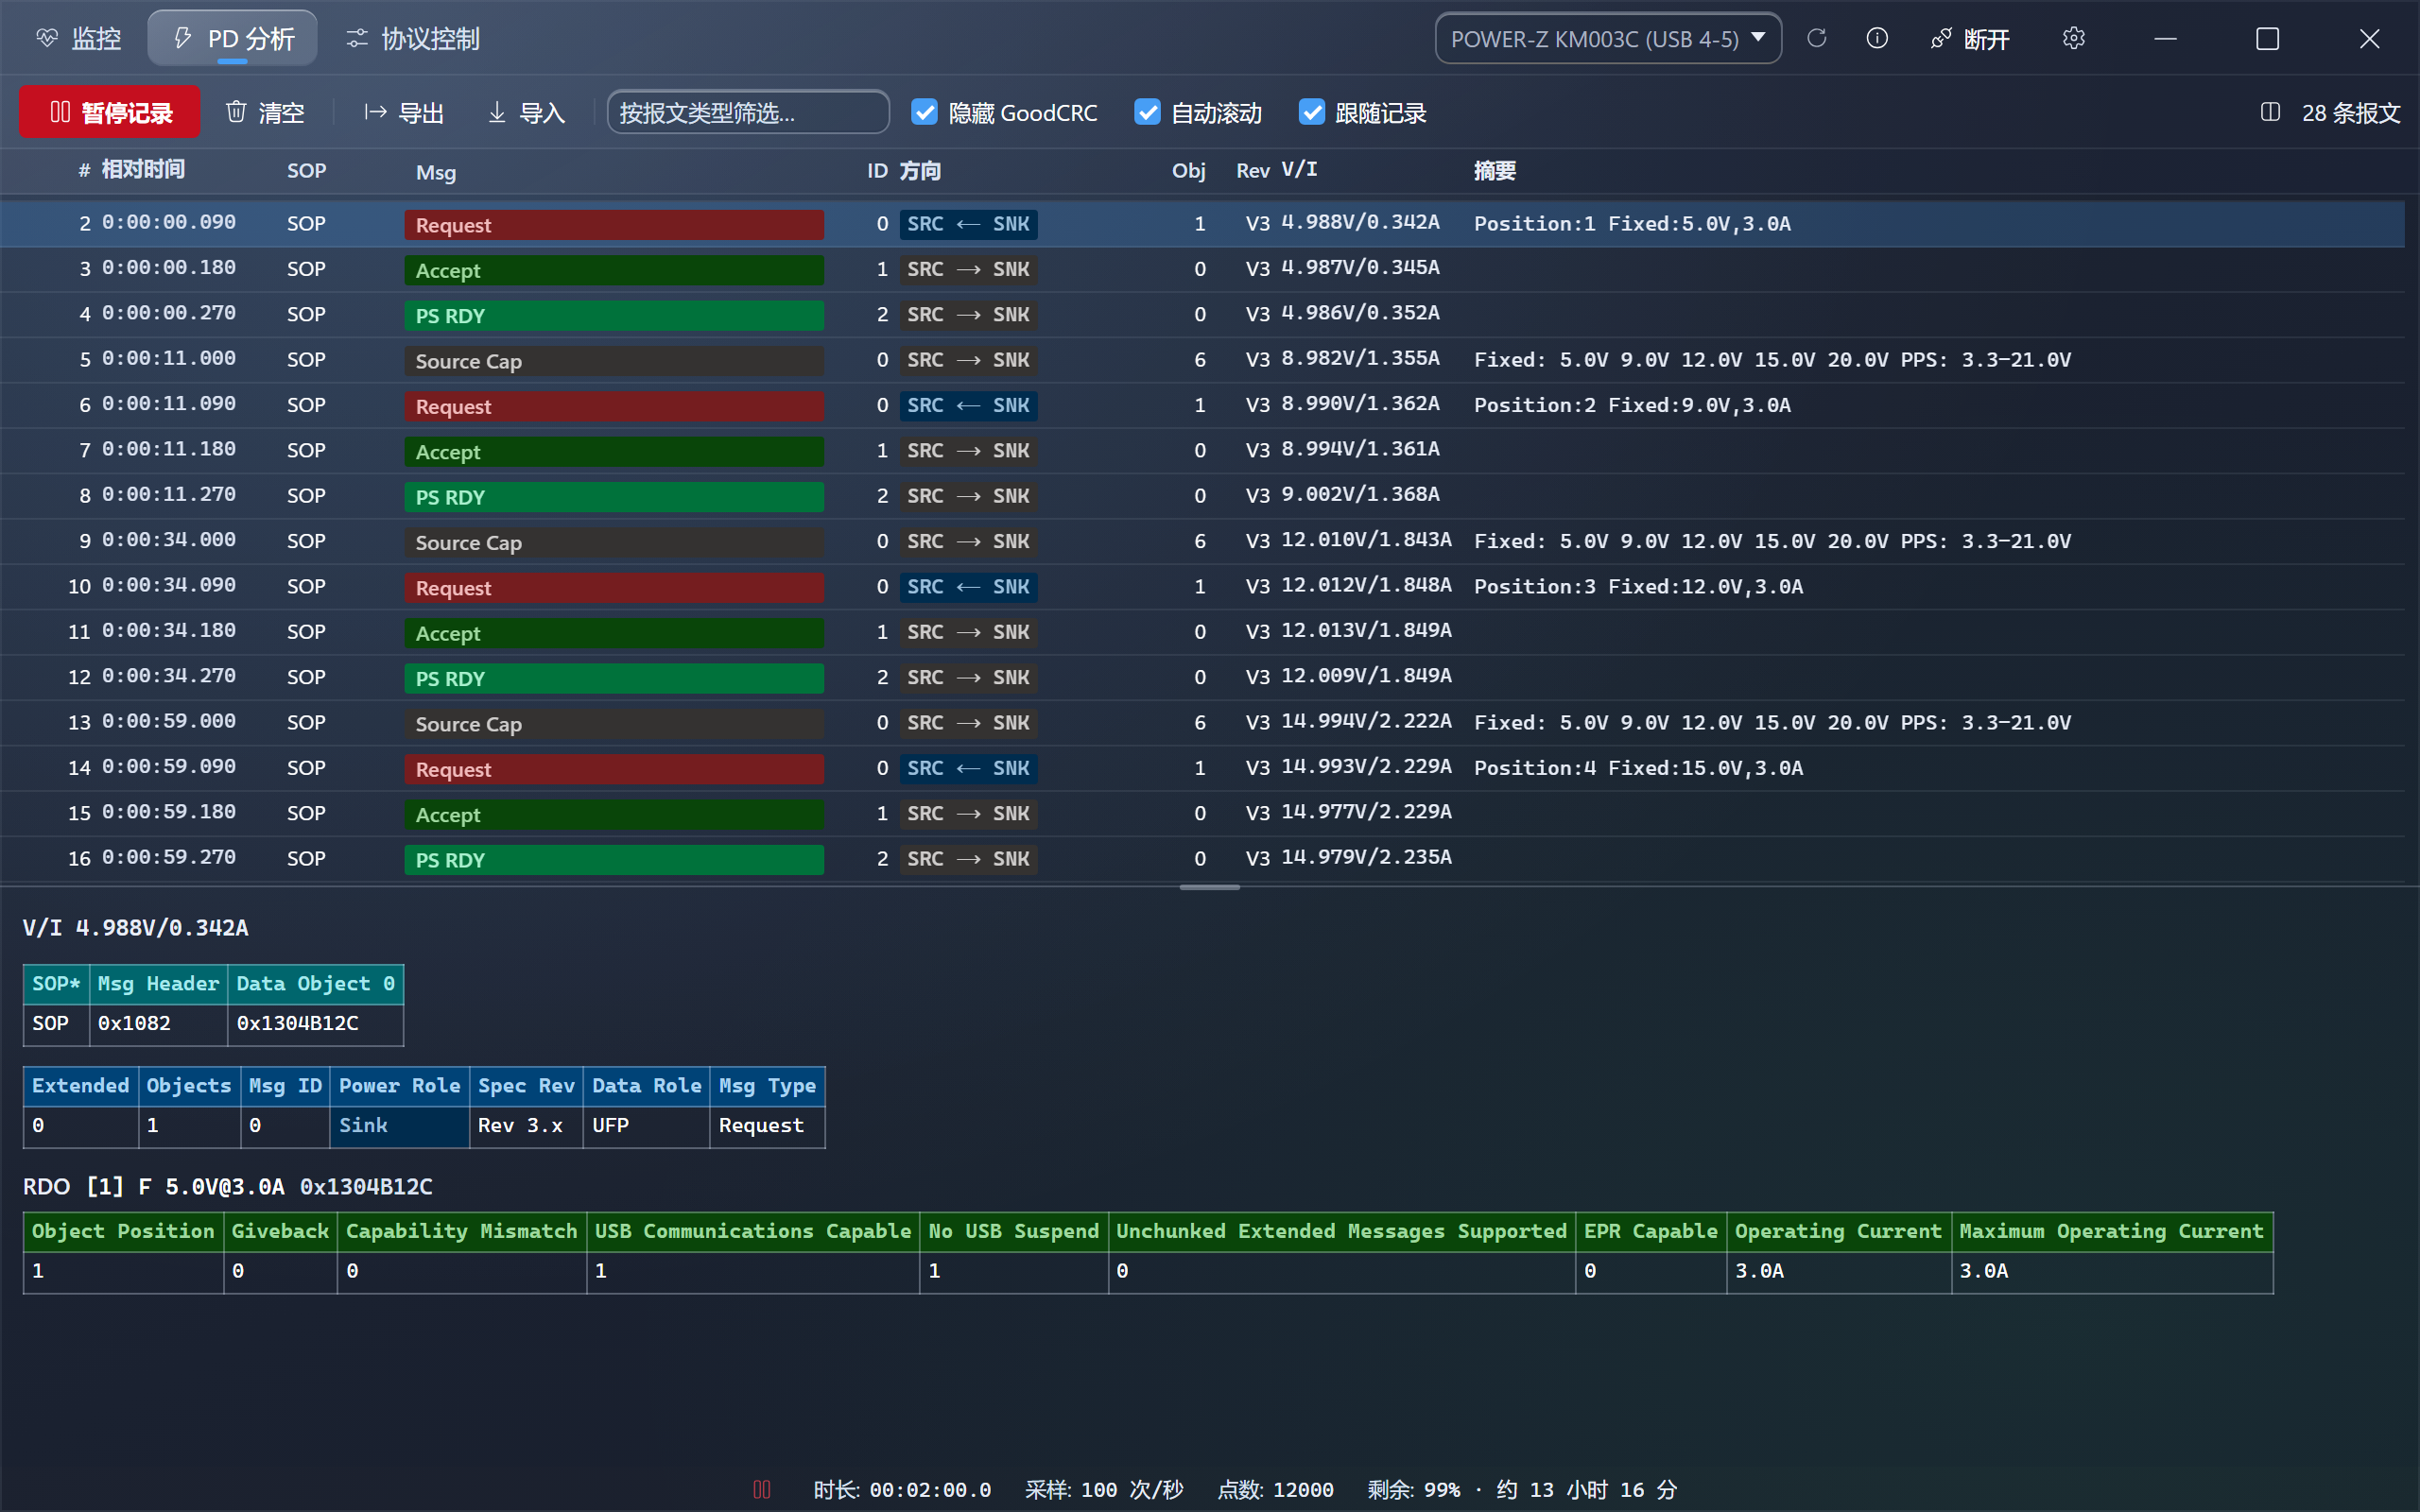 监控 PD 分析 协议控制 POWER-Z KM003C (USB 4-5) 断开
暂停记录 清空 导出 导入 按报文类型筛选... 隐藏 GoodCRC 自动滚动 跟随记录 28 条报文
# 相对时间 SOP Msg ID 方向 Obj Rev V/I 摘要
2 0:00:00.090 SOP Request 0 SRC ← SNK 1 V3 4.988V/0.342A Position:1 Fixed:5.0V,3.0A
3 0:00:00.180 SOP Accept 1 SRC → SNK 0 V3 4.987V/0.345A
4 0:00:00.270 SOP PS RDY 2 SRC → SNK 0 V3 4.986V/0.352A
5 0:00:11.000 SOP Source Cap 0 SRC → SNK 6 V3 8.982V/1.355A Fixed: 5.0V 9.0V 12.0V 15.0V 20.0V PPS: 3.3-21.0V
6 0:00:11.090 SOP Request 0 SRC ← SNK 1 V3 8.990V/1.362A Position:2 Fixed:9.0V,3.0A
7 0:00:11.180 SOP Accept 1 SRC → SNK 0 V3 8.994V/1.361A
8 0:00:11.270 SOP PS RDY 2 SRC → SNK 0 V3 9.002V/1.368A
9 0:00:34.000 SOP Source Cap 0 SRC → SNK 6 V3 12.010V/1.843A Fixed: 5.0V 9.0V 12.0V 15.0V 20.0V PPS: 3.3-21.0V
10 0:00:34.090 SOP Request 0 SRC ← SNK 1 V3 12.012V/1.848A Position:3 Fixed:12.0V,3.0A
11 0:00:34.180 SOP Accept 1 SRC → SNK 0 V3 12.013V/1.849A
12 0:00:34.270 SOP PS RDY 2 SRC → SNK 0 V3 12.009V/1.849A
13 0:00:59.000 SOP Source Cap 0 SRC → SNK 6 V3 14.994V/2.222A Fixed: 5.0V 9.0V 12.0V 15.0V 20.0V PPS: 3.3-21.0V
14 0:00:59.090 SOP Request 0 SRC ← SNK 1 V3 14.993V/2.229A Position:4 Fixed:15.0V,3.0A
15 0:00:59.180 SOP Accept 1 SRC → SNK 0 V3 14.977V/2.229A
16 0:00:59.270 SOP PS RDY 2 SRC → SNK 0 V3 14.979V/2.235A
V/I 4.988V/0.342A
SOP* Msg Header Data Object 0
SOP 0x1082 0x1304B12C
Extended Objects Msg ID Power Role Spec Rev Data Role Msg Type
0 1 0 Sink Rev 3.x UFP Request
RDO [1] F 5.0V@3.0A 0x1304B12C
Object Position Giveback Capability Mismatch USB Communications Capable No USB Suspend Unchunked Extended Messages Supported EPR Capable Operating Current Maximum Operating Current
1 0 0 1 1 0 0 3.0A 3.0A
时长: 00:02:00.0 采样: 100 次/秒 点数: 12000 剩余: 99% · 约 13 小时 16 分